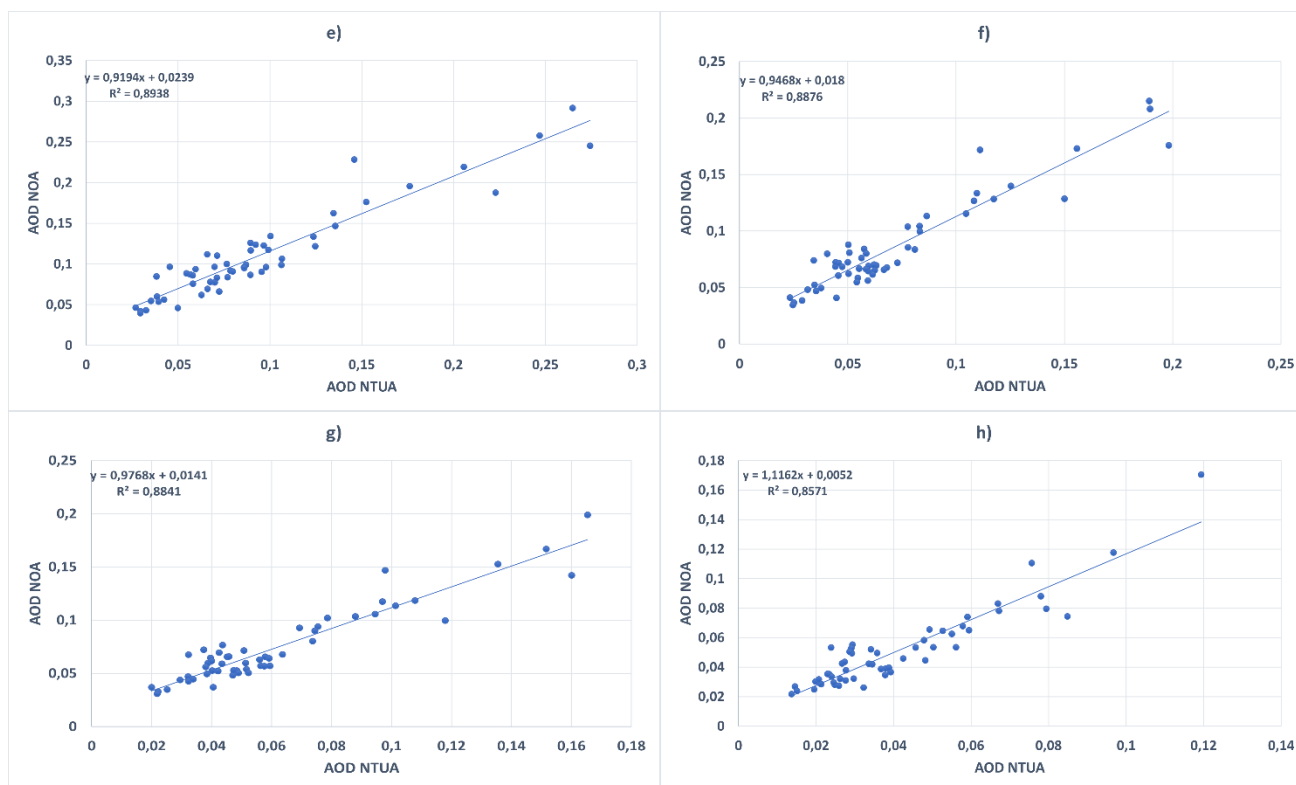 e)
y = 0,9194x + 0,0239
R² = 0,8938
0,35
0,3
0,25
0,2
0,15
0,1
0,05
0
AOD NOA
0 0,05 0,1 0,15 0,2 0,25 0,3
AOD NTUA
f)
y = 0,9468x + 0,018
R² = 0,8876
0,25
0,2
0,15
0,1
0,05
0
AOD NOA
0 0,05 0,1 0,15 0,2 0,25
AOD NTUA
g)
y = 0,9768x + 0,0141
R² = 0,8841
0,25
0,2
0,15
0,1
0,05
0
AOD NOA
0 0,02 0,04 0,06 0,08 0,1 0,12 0,14 0,16 0,18
AOD NTUA
h)
y = 1,1162x + 0,0052
R² = 0,8571
0,18
0,16
0,14
0,12
0,1
0,08
0,06
0,04
0,02
0
AOD NOA
0 0,02 0,04 0,06 0,08 0,1 0,12 0,14
AOD NTUA